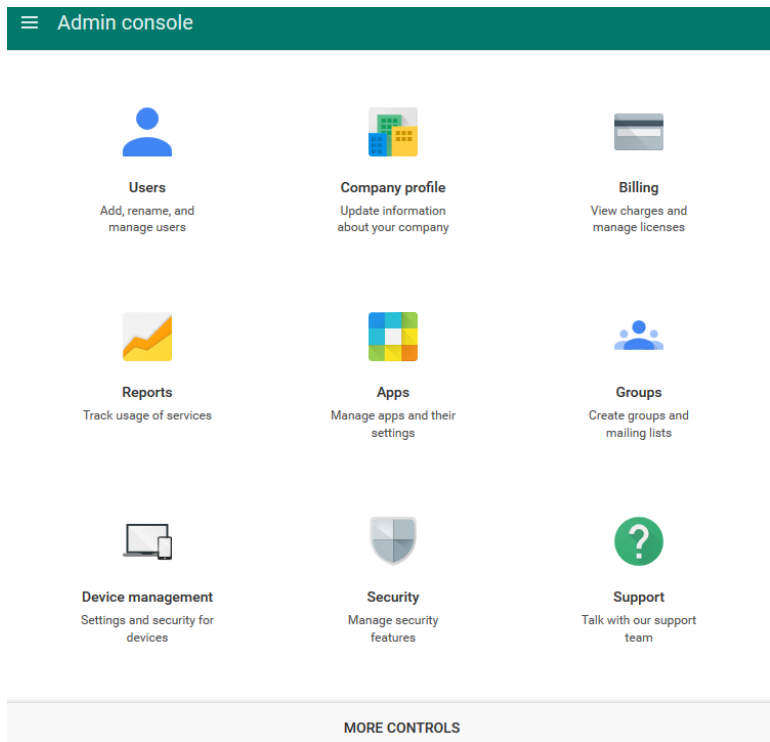 Admin console
Users
Add, rename, and
manage users
Company profile
Update information
about your company
Billing
View charges and
manage licenses
Reports
Track usage of services
Apps
Manage apps and their
settings
Groups
Create groups and
mailing lists
Device management
Settings and security for
devices
Security
Manage security
features
Support
Talk with our support
team
MORE CONTROLS